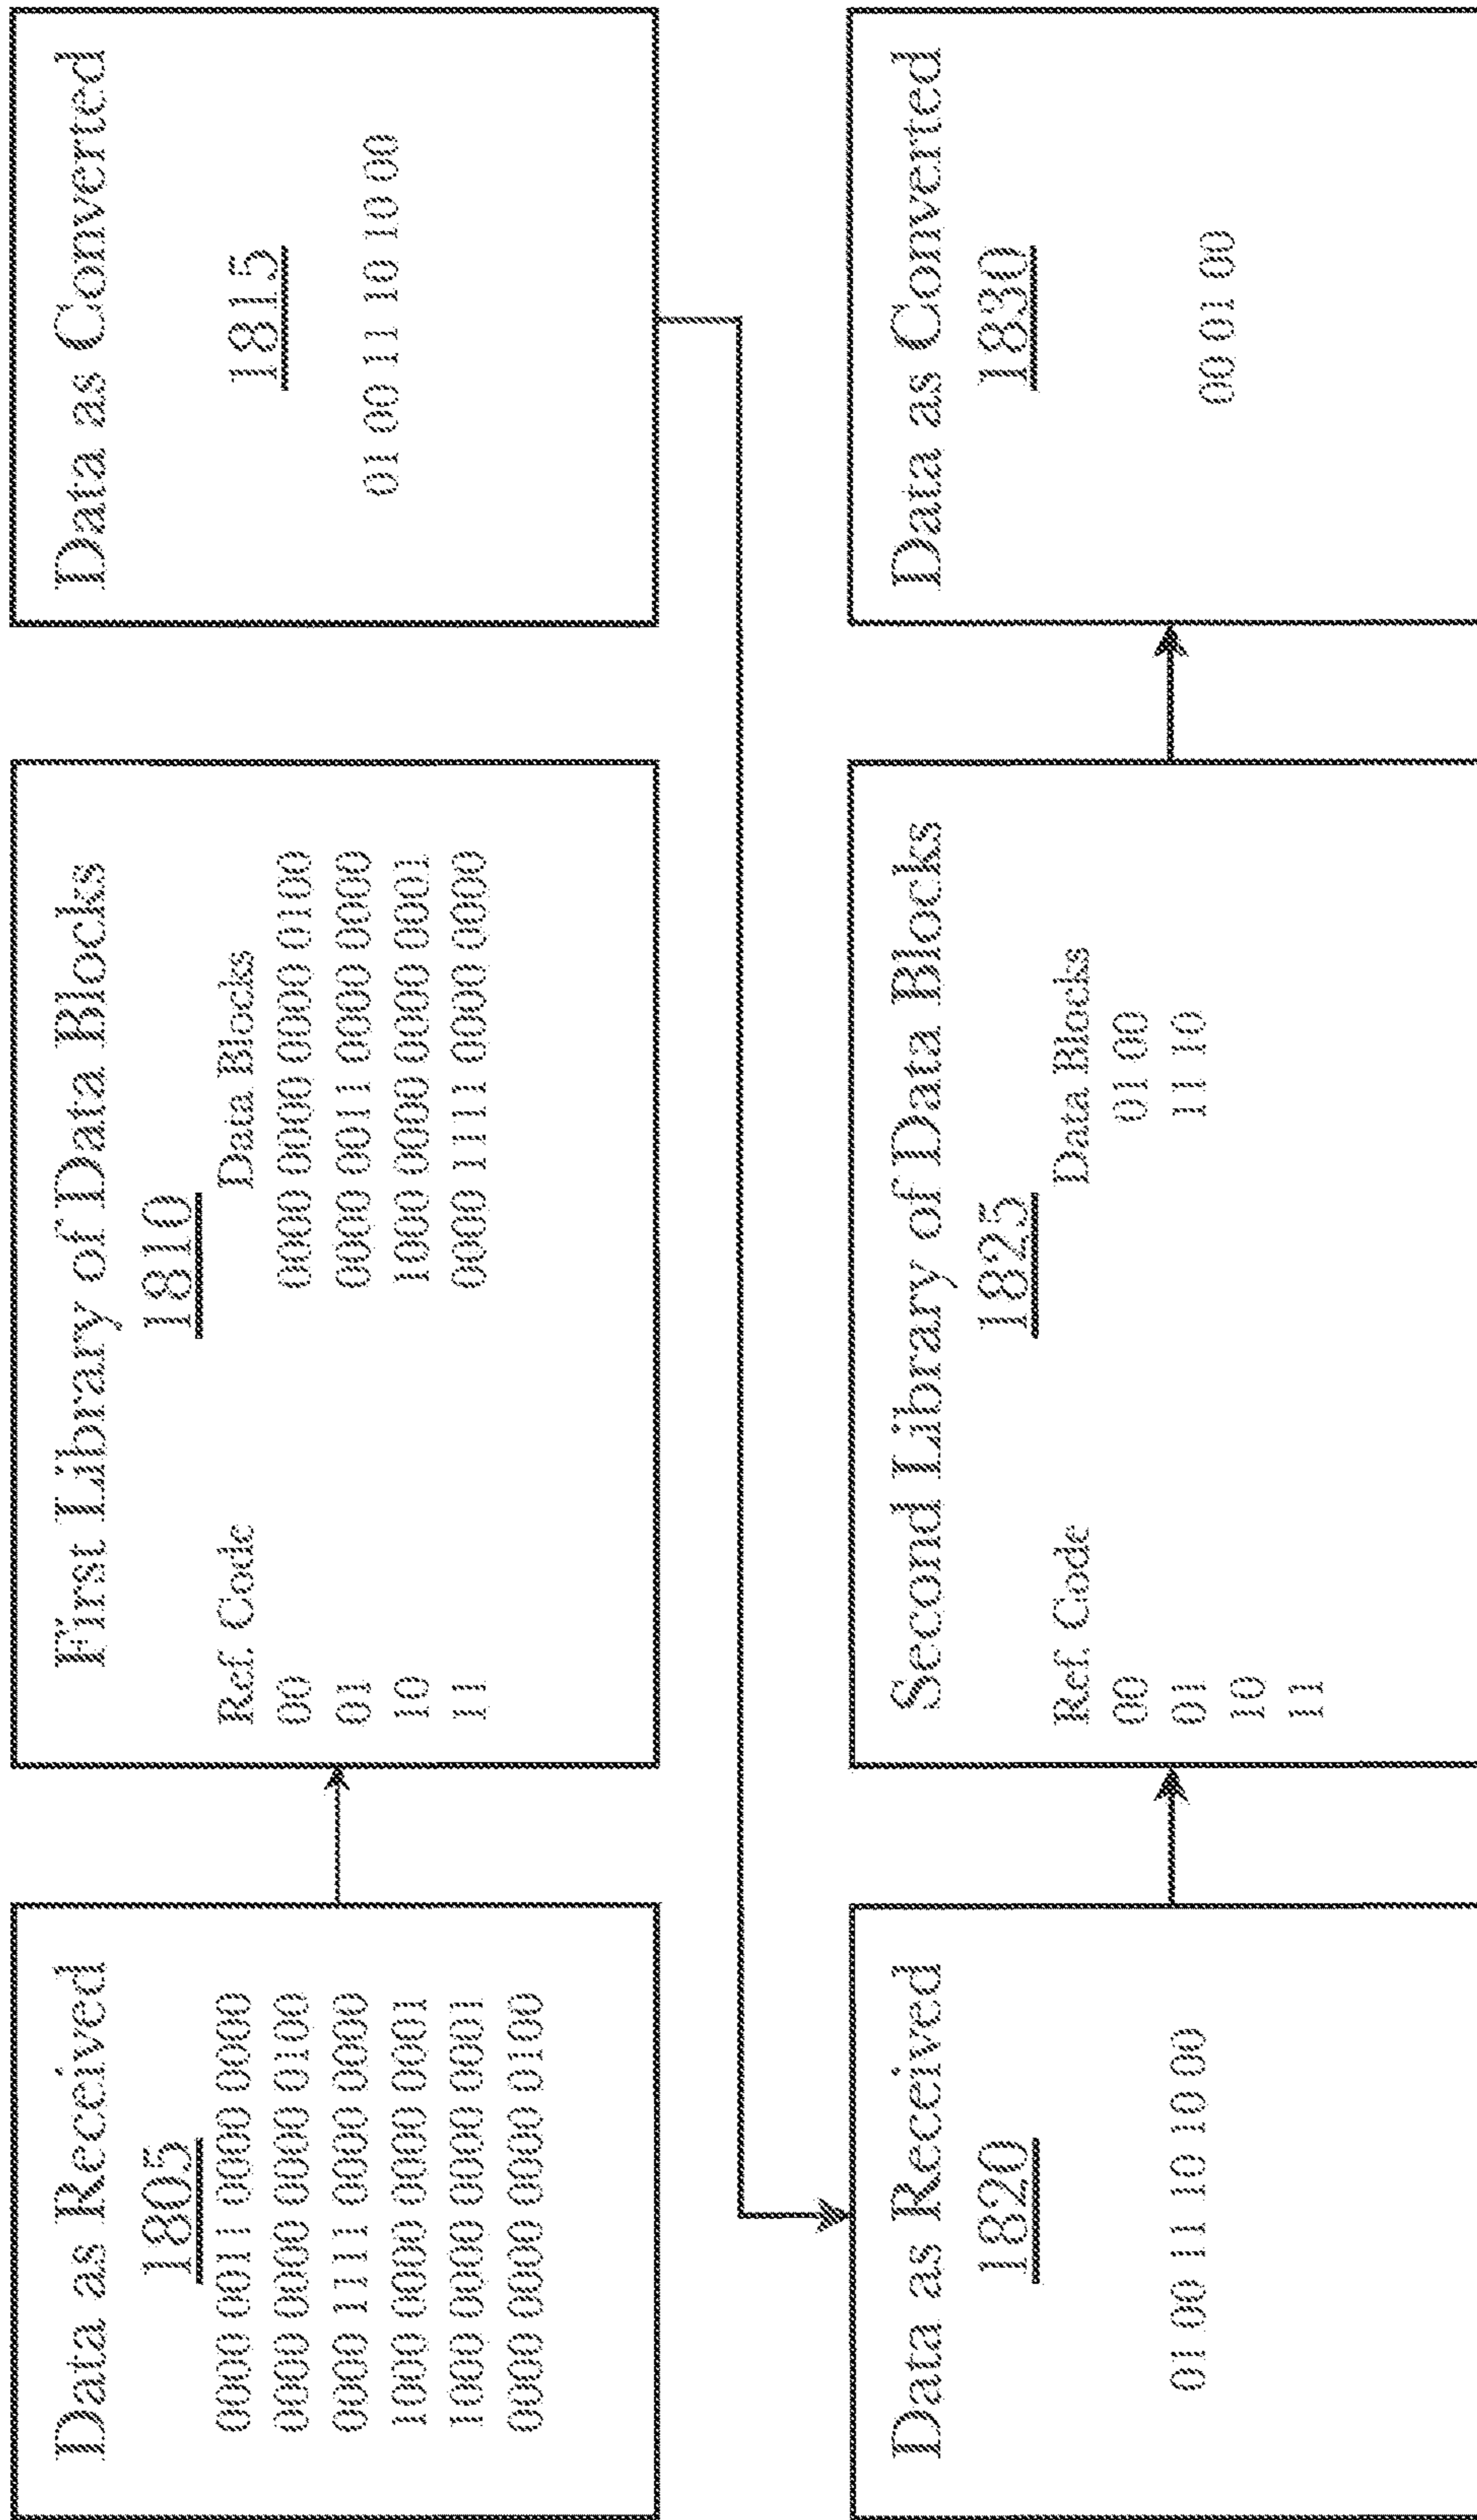 Data as Received
1805
0000 0011 0000 0000
0000 0000 0000 0100
0000 1111 0000 0000
1000 0000 0000 0001
1000 0000 0000 0001
0000 0000 0000 0100
First Library of Data Blocks
1810
Ref. Code Data Blocks
00 0000 0000 0000 0100
01 0000 0011 0000 0000
10 1000 0000 0000 0001
11 0000 1111 0000 0000
Data as Converted
1815
01 00 11 10 10 00
Data as Received
1820
01 00 11 10 10 00
Second Library of Data Blocks
1825
Ref. Code Data Blocks
00 01 00
01 11 10
10
11
Data as Converted
1830
00 01 00